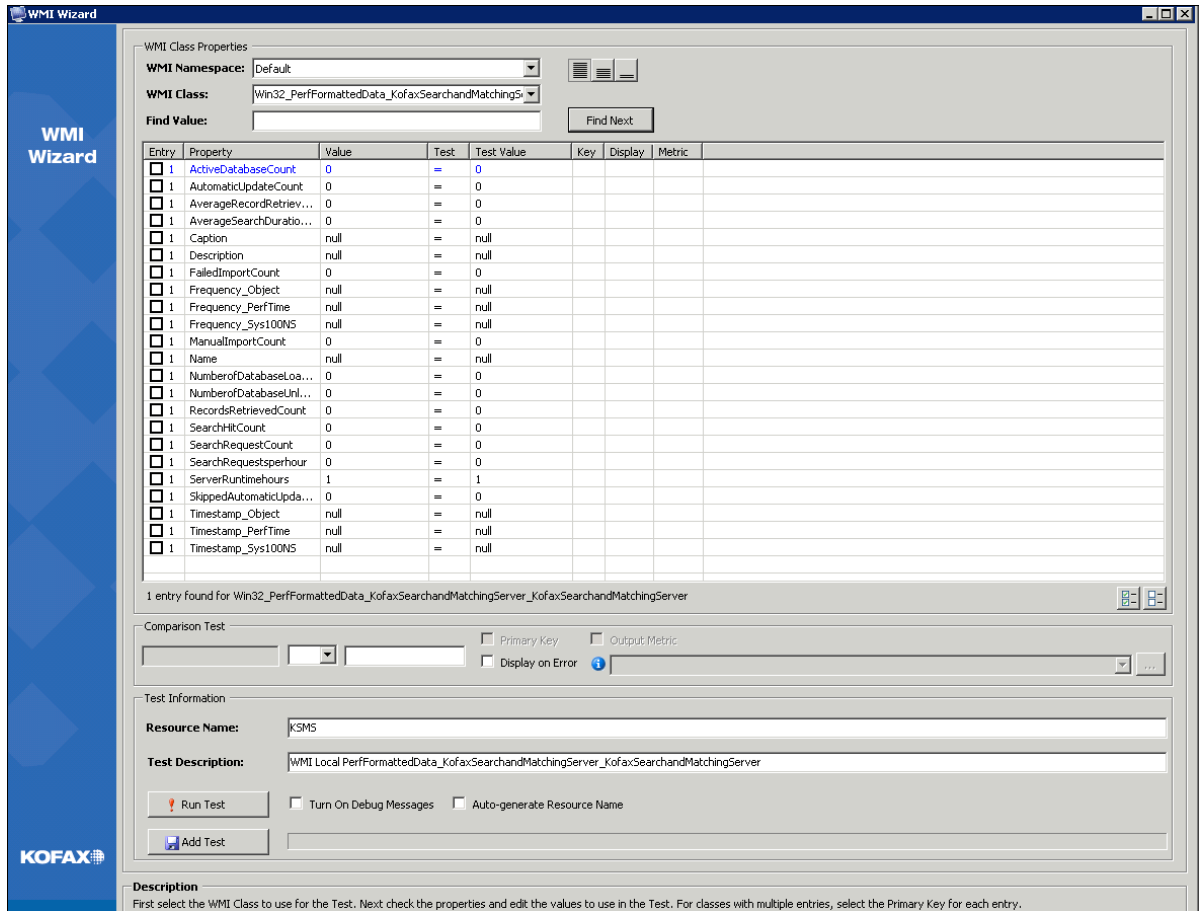 WMI Wizard
WMI Class Properties
WMI Namespace: Default
WMI Class: Win32_PerfFormattedData_KofaxSearchandMatchingS
Find Value: Find Next
WMI
Wizard
Entry Property Value Test Test Value Key Display Metric
1 ActiveDatabaseCount 0 = 0
1 AutomaticUpdateCount 0 = 0
1 AverageRecordRetriev... 0 = 0
1 AverageSearchDuratio... 0 = 0
1 Caption null = null
1 Description null = null
1 FailedImportCount 0 = 0
1 Frequency_Object null = null
1 Frequency_PerfTime null = null
1 Frequency_Sys100NS null = null
1 ManualImportCount 0 = 0
1 Name null = null
1 NumberofDatabaseLoa... 0 = 0
1 NumberofDatabaseUnl... 0 = 0
1 RecordsRetrievedCount 0 = 0
1 SearchHitCount 0 = 0
1 SearchRequestCount 0 = 0
1 SearchRequestsperhour 0 = 0
1 ServerRuntimehours 1 = 1
1 SkippedAutomaticUpda... 0 = 0
1 Timestamp_Object null = null
1 Timestamp_PerfTime null = null
1 Timestamp_Sys100NS null = null
1 entry found for Win32_PerfFormattedData_KofaxSearchandMatchingServer_KofaxSearchandMatchingServer
Comparison Test
Primary Key Output Metric
Display on Error ...
Test Information
Resource Name: KSMS
Test Description: WMI Local PerfFormattedData_KofaxSearchandMatchingServer_KofaxSearchandMatchingServer
Run Test Turn On Debug Messages Auto-generate Resource Name
Add Test
KOFAX
Description
First select the WMI Class to use for the Test. Next check the properties and edit the values to use in the Test. For classes with multiple entries, select the Primary Key for each entry.